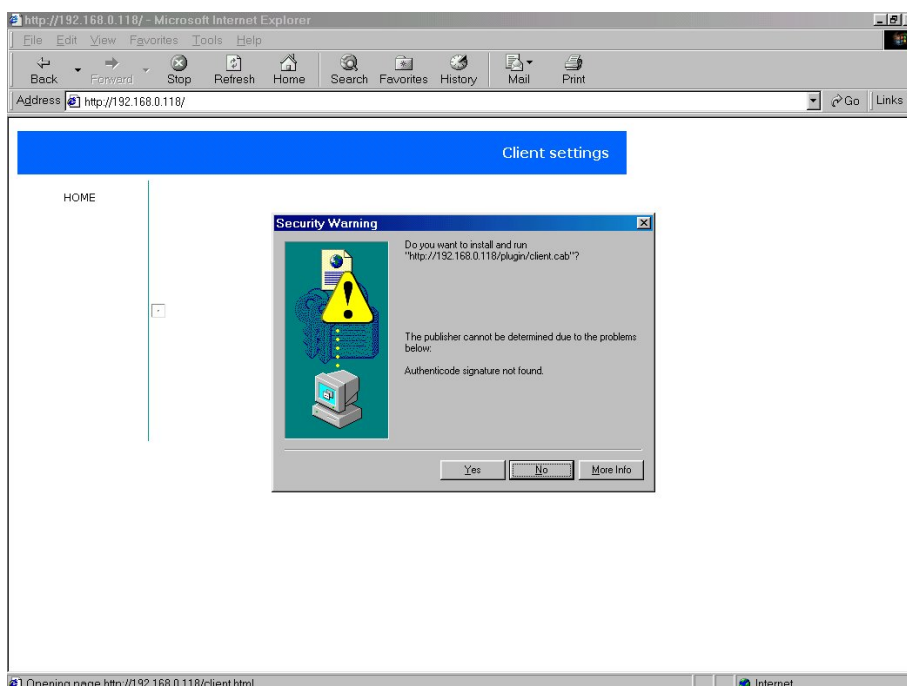 http://192.168.0.118/ - Microsoft Internet Explorer
File Edit View Favorites Tools Help
Back Forward Stop Refresh Home Search Favorites History Mail Print
Address http://192.168.0.118/ Go Links
Client settings
HOME
Security Warning
Do you want to install and run
"http://192.168.0.118/plugin/client.cab"?
The publisher cannot be determined due to the problems
below:
Authenticode signature not found.
Yes No More Info
Opening page http://192.168.0.118/client.html Internet